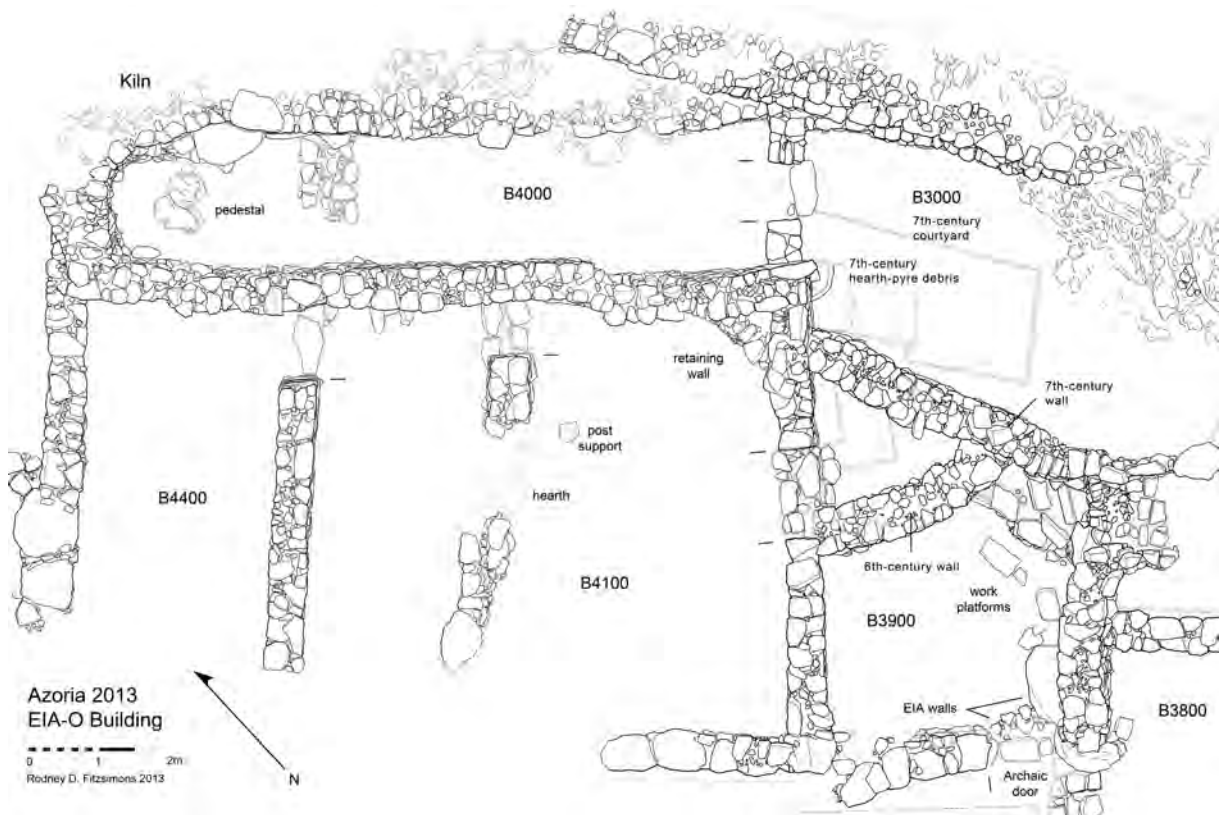 Kiln
pedestal
B4000
B3000
7th-century
courtyard
7th-century
hearth-pyre debris
retaining
wall
7th-century
wall
post
support
B4400
hearth
B4100
6th-century wall
work
platforms
B3900
EIA walls
B3800
Archaic
door
Azoria 2013
EIA-O Building
0 1 2m
Rodney D. Fitzsimons 2013
N